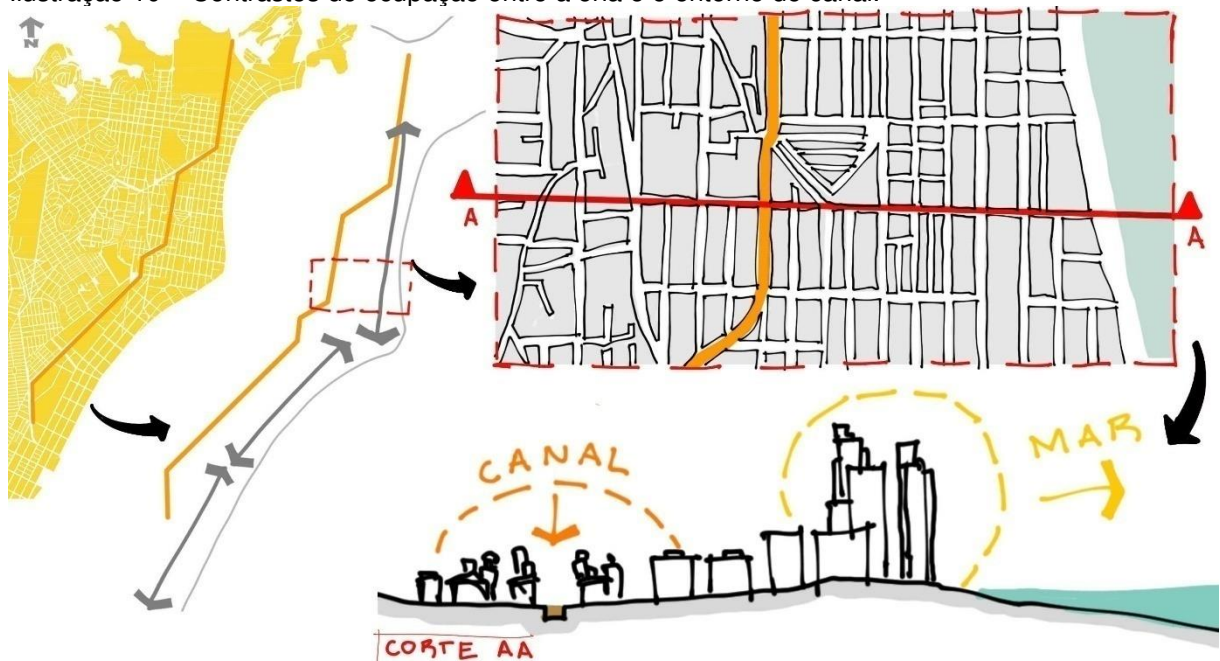 Ilustração 10 – Contrastes de ocupação entre a orla e o entorno do canal.
N
A
A
CANAL
MAR
CORTE AA